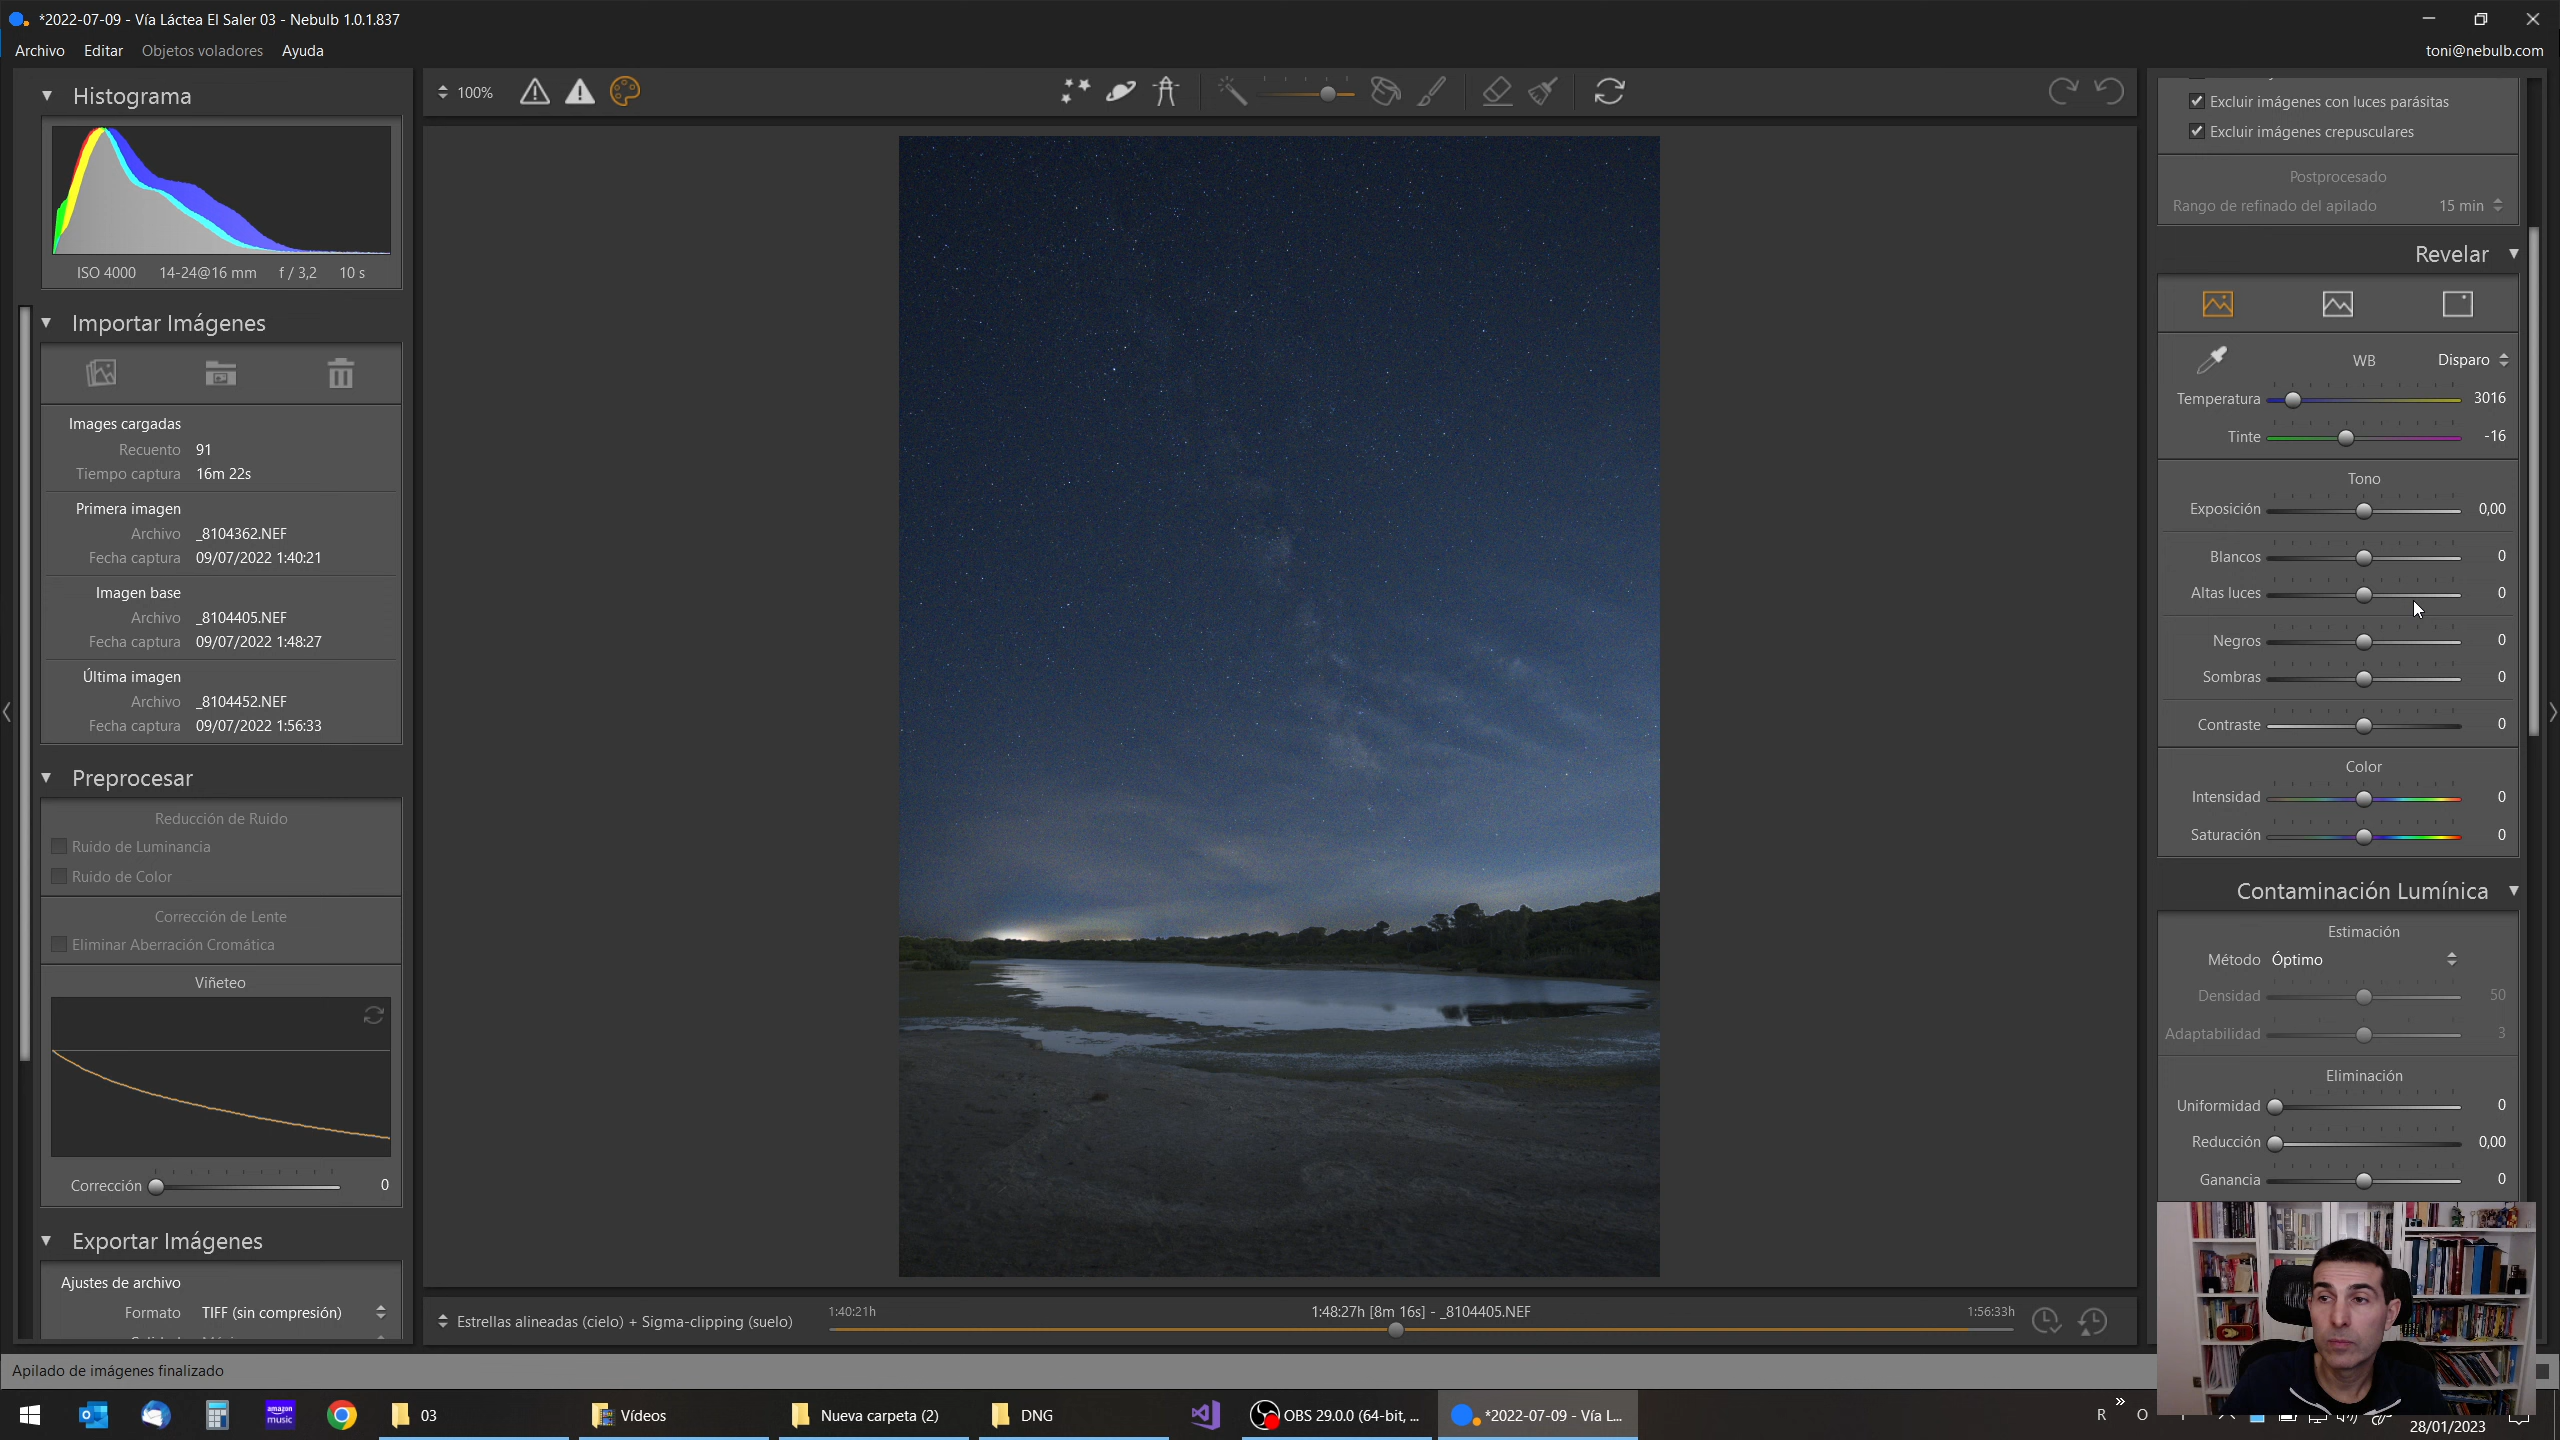 *2022-07-09 - Vía Láctea El Saler 03 - Nebulb 1.0.1.837
Archivo Editar Objetos voladores Ayuda
toni@nebulb.com
Histograma
ISO 4000 14-24@16 mm f / 3,2 10 s
Importar Imágenes
Images cargadas
Recuento 91
Tiempo captura 16m 22s
Primera imagen
Archivo _8104362.NEF
Fecha captura 09/07/2022 1:40:21
Imagen base
Archivo _8104405.NEF
Fecha captura 09/07/2022 1:48:27
Última imagen
Archivo _8104452.NEF
Fecha captura 09/07/2022 1:56:33
Preprocesar
Reducción de Ruido
Ruido de Luminancia
Ruido de Color
Corrección de Lente
Eliminar Aberración Cromática
Viñeteo
Corrección 0
Exportar Imágenes
Ajustes de archivo
Formato TIFF (sin compresión)
100%
Estrellas alineadas (cielo) + Sigma-clipping (suelo)
1:40:21h
1:48:27h [8m 16s] - _8104405.NEF
1:56:33h
Excluir imágenes con luces parásitas
Excluir imágenes crepusculares
Postprocesado
Rango de refinado del apilado 15 min
Revelar
WB Disparo
Temperatura 3016
Tinte -16
Tono
Exposición 0,00
Blancos 0
Altas luces 0
Negros 0
Sombras 0
Contraste 0
Color
Intensidad 0
Saturación 0
Contaminación Lumínica
Estimación
Método Óptimo
Densidad 50
Adaptabilidad 3
Eliminación
Uniformidad 0
Reducción 0,00
Ganancia 0
Apilado de imágenes finalizado
amazon music
03
Vídeos
Nueva carpeta (2)
DNG
OBS 29.0.0 (64-bit, ...
*2022-07-09 - Vía L...
R
O
28/01/2023